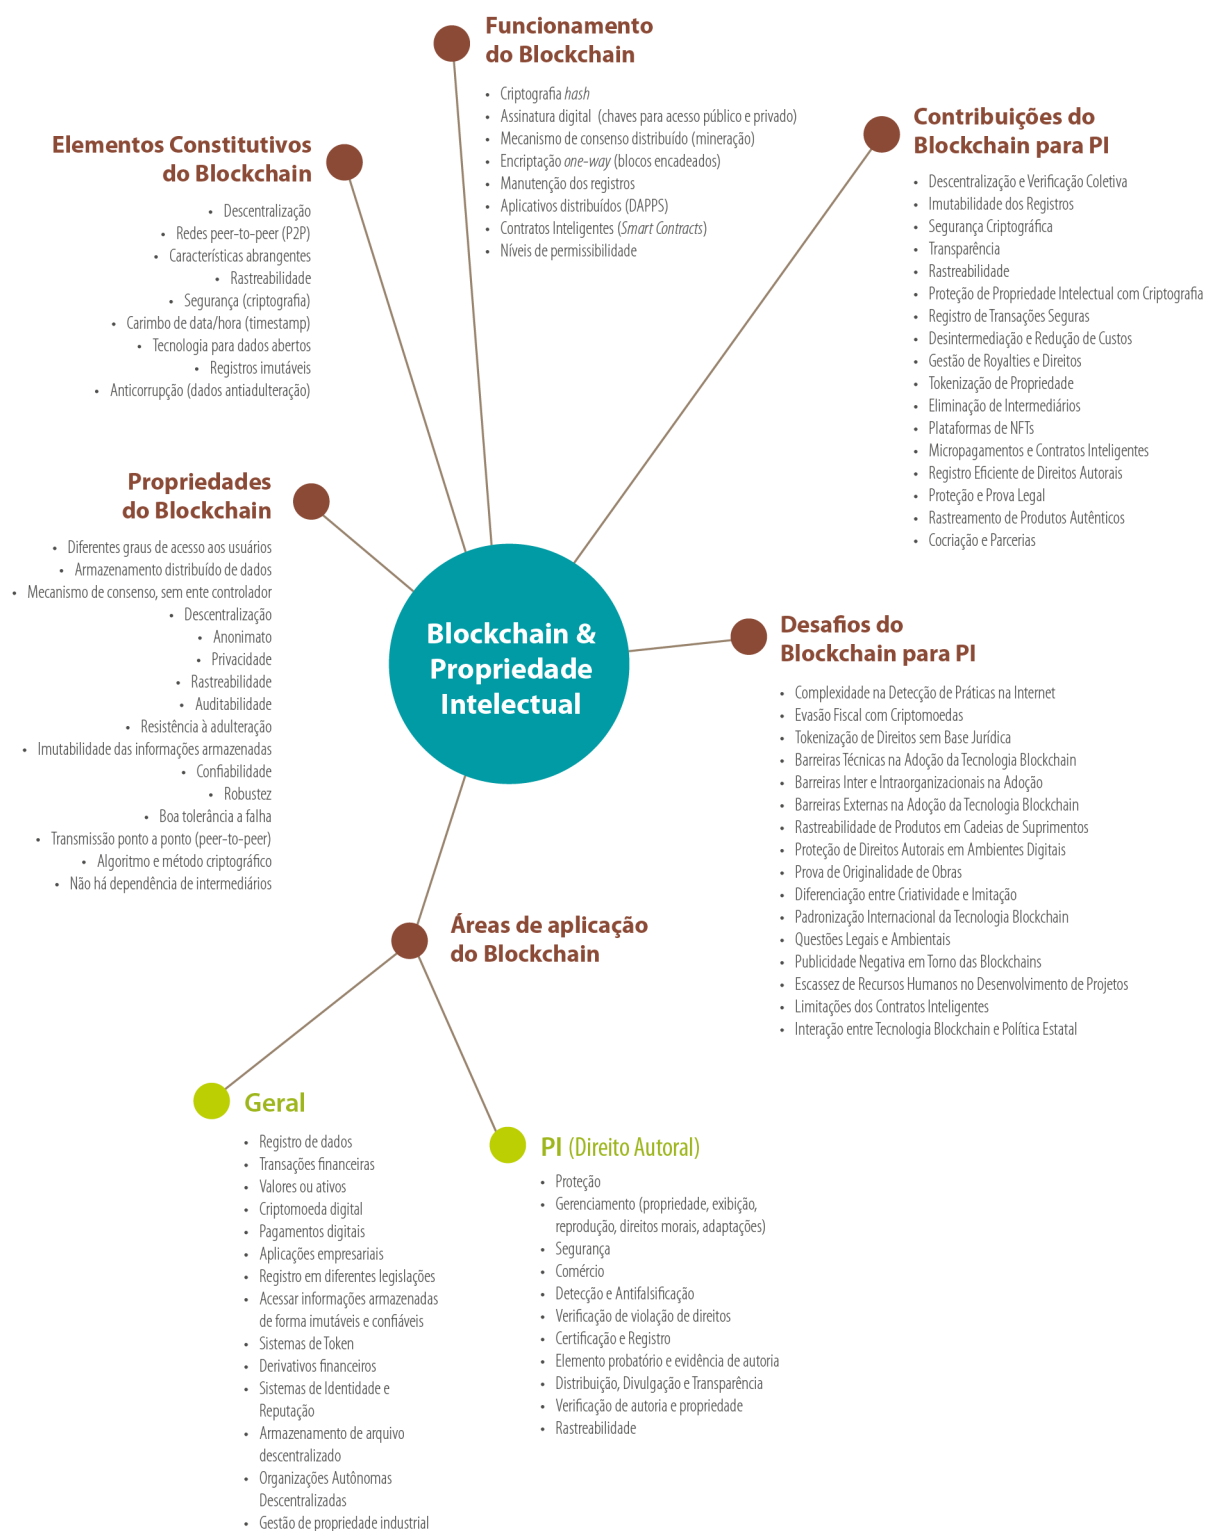 Funcionamento
do Blockchain
• Criptografia hash
• Assinatura digital (chaves para acesso público e privado)
• Mecanismo de consenso distribuído (mineração)
• Encriptação one-way (blocos encadeados)
• Manutenção dos registros
• Aplicativos distribuídos (DAPPS)
• Contratos Inteligentes (Smart Contracts)
• Níveis de permissibilidade
Contribuições do
Blockchain para PI
• Descentralização e Verificação Coletiva
• Imutabilidade dos Registros
• Segurança Criptográfica
• Transparência
• Rastreabilidade
• Proteção de Propriedade Intelectual com Criptografia
• Registro de Transações Seguras
• Desintermediação e Redução de Custos
• Gestão de Royalties e Direitos
• Tokenização de Propriedade
• Eliminação de Intermediários
• Plataformas de NFTs
• Micropagamentos e Contratos Inteligentes
• Registro Eficiente de Direitos Autorais
• Proteção e Prova Legal
• Rastreamento de Produtos Autênticos
• Cocriação e Parcerias
Elementos Constitutivos
do Blockchain
• Descentralização
• Redes peer-to-peer (P2P)
• Características abrangentes
• Rastreabilidade
• Segurança (criptografia)
• Carimbo de data/hora (timestamp)
• Tecnologia para dados abertos
• Registros imutáveis
• Anticorrupção (dados antiadulteração)
Propriedades
do Blockchain
• Diferentes graus de acesso aos usuários
• Armazenamento distribuído de dados
• Mecanismo de consenso, sem ente controlador
• Descentralização
• Anonimato
• Privacidade
• Rastreabilidade
• Auditabilidade
• Resistência à adulteração
• Imutabilidade das informações armazenadas
• Confiabilidade
• Robustez
• Boa tolerância a falha
• Transmissão ponto a ponto (peer-to-peer)
• Algoritmo e método criptográfico
• Não há dependência de intermediários
Blockchain &
Propriedade
Intelectual
Desafios do
Blockchain para PI
• Complexidade na Detecção de Práticas na Internet
• Evasão Fiscal com Criptomoedas
• Tokenização de Direitos sem Base Jurídica
• Barreiras Técnicas na Adoção da Tecnologia Blockchain
• Barreiras Inter e Intraorganizacionais na Adoção
• Barreiras Externas na Adoção da Tecnologia Blockchain
• Rastreabilidade de Produtos em Cadeias de Suprimentos
• Proteção de Direitos Autorais em Ambientes Digitais
• Prova de Originalidade de Obras
• Diferenciação entre Criatividade e Imitação
• Padronização Internacional da Tecnologia Blockchain
• Questões Legais e Ambientais
• Publicidade Negativa em Torno das Blockchains
• Escassez de Recursos Humanos no Desenvolvimento de Projetos
• Limitações dos Contratos Inteligentes
• Interação entre Tecnologia Blockchain e Política Estatal
Áreas de aplicação
do Blockchain
Geral
• Registro de dados
• Transações financeiras
• Valores ou ativos
• Criptomoeda digital
• Pagamentos digitais
• Aplicações empresariais
• Registro em diferentes legislações
• Acessar informações armazenadas
de forma imutáveis e confiáveis
• Sistemas de Token
• Derivativos financeiros
• Sistemas de Identidade e
Reputação
• Armazenamento de arquivo
descentralizado
• Organizações Autônomas
Descentralizadas
• Gestão de propriedade industrial
PI (Direito Autoral)
• Proteção
• Gerenciamento (propriedade, exibição,
reprodução, direitos morais, adaptações)
• Segurança
• Comércio
• Detecção e Antifalsificação
• Verificação de violação de direitos
• Certificação e Registro
• Elemento probatório e evidência de autoria
• Distribuição, Divulgação e Transparência
• Verificação de autoria e propriedade
• Rastreabilidade